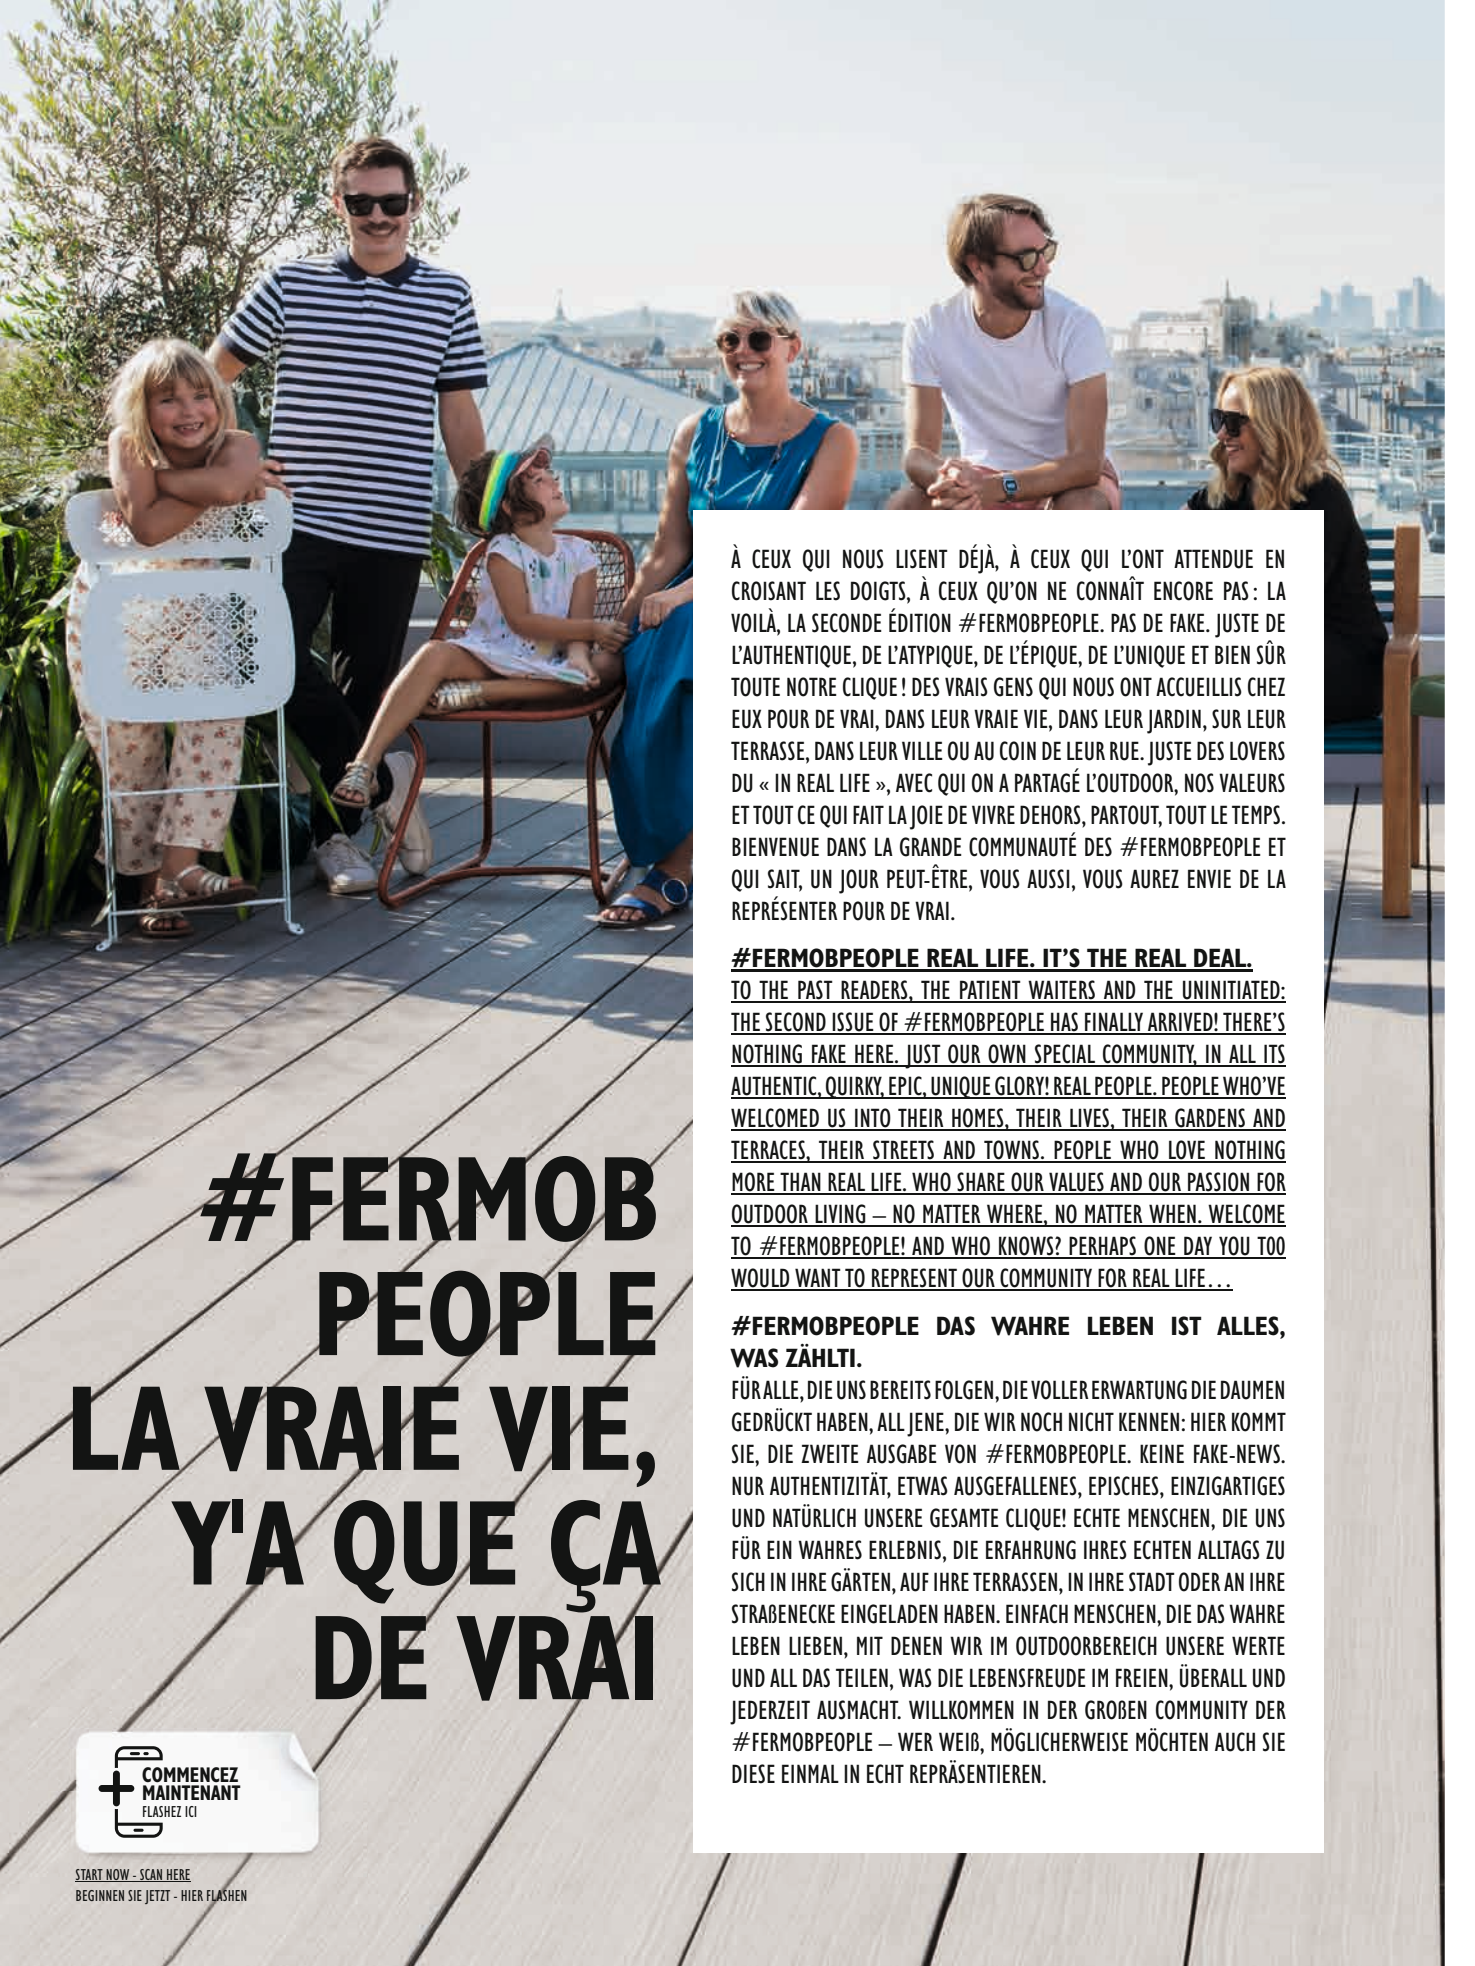 #FERMOB
PEOPLE
LA VRAIE VIE,
Y'A QUE ÇA
DE VRAI
COMMENCEZ
MAINTENANT
FLASHEZ ICI
START NOW - SCAN HERE
BEGINNEN SIE JETZT - HIER FLASHEN
À CEUX QUI NOUS LISENT DÉJÀ, À CEUX QUI L’ONT ATTENDUE EN
CROISANT LES DOIGTS, À CEUX QU’ON NE CONNAÎT ENCORE PAS : LA
VOILÀ, LA SECONDE ÉDITION #FERMOBPEOPLE. PAS DE FAKE. JUSTE DE
L’AUTHENTIQUE, DE L’ATYPIQUE, DE L’ÉPIQUE, DE L’UNIQUE ET BIEN SÛR
TOUTE NOTRE CLIQUE ! DES VRAIS GENS QUI NOUS ONT ACCUEILLIS CHEZ
EUX POUR DE VRAI, DANS LEUR VRAIE VIE, DANS LEUR JARDIN, SUR LEUR
TERRASSE, DANS LEUR VILLE OU AU COIN DE LEUR RUE. JUSTE DES LOVERS
DU « IN REAL LIFE », AVEC QUI ON A PARTAGÉ L’OUTDOOR, NOS VALEURS
ET TOUT CE QUI FAIT LA JOIE DE VIVRE DEHORS, PARTOUT, TOUT LE TEMPS.
BIENVENUE DANS LA GRANDE COMMUNAUTÉ DES #FERMOBPEOPLE ET
QUI SAIT, UN JOUR PEUT-ÊTRE, VOUS AUSSI, VOUS AUREZ ENVIE DE LA
REPRÉSENTER POUR DE VRAI.
#FERMOBPEOPLE REAL LIFE. IT’S THE REAL DEAL.
TO THE PAST READERS, THE PATIENT WAITERS AND THE UNINITIATED:
THE SECOND ISSUE OF #FERMOBPEOPLE HAS FINALLY ARRIVED! THERE’S
NOTHING FAKE HERE. JUST OUR OWN SPECIAL COMMUNITY, IN ALL ITS
AUTHENTIC, QUIRKY, EPIC, UNIQUE GLORY! REAL PEOPLE. PEOPLE WHO’VE
WELCOMED US INTO THEIR HOMES, THEIR LIVES, THEIR GARDENS AND
TERRACES, THEIR STREETS AND TOWNS. PEOPLE WHO LOVE NOTHING
MORE THAN REAL LIFE. WHO SHARE OUR VALUES AND OUR PASSION FOR
OUTDOOR LIVING – NO MATTER WHERE, NO MATTER WHEN. WELCOME
TO #FERMOBPEOPLE! AND WHO KNOWS? PERHAPS ONE DAY YOU TOO
WOULD WANT TO REPRESENT OUR COMMUNITY FOR REAL LIFE…
#FERMOBPEOPLE DAS WAHRE LEBEN IST ALLES,
WAS ZÄHLTI.
FÜR ALLE, DIE UNS BEREITS FOLGEN, DIE VOLLER ERWARTUNG DIE DAUMEN
GEDRÜCKT HABEN, ALL JENE, DIE WIR NOCH NICHT KENNEN: HIER KOMMT
SIE, DIE ZWEITE AUSGABE VON #FERMOBPEOPLE. KEINE FAKE-NEWS.
NUR AUTHENTIZITÄT, ETWAS AUSGEFALLENES, EPISCHES, EINZIGARTIGES
UND NATÜRLICH UNSERE GESAMTE CLIQUE! ECHTE MENSCHEN, DIE UNS
FÜR EIN WAHRES ERLEBNIS, DIE ERFAHRUNG IHRES ECHTEN ALLTAGS ZU
SICH IN IHRE GÄRTEN, AUF IHRE TERRASSEN, IN IHRE STADT ODER AN IHRE
STRAßENECKE EINGELADEN HABEN. EINFACH MENSCHEN, DIE DAS WAHRE
LEBEN LIEBEN, MIT DENEN WIR IM OUTDOORBEREICH UNSERE WERTE
UND ALL DAS TEILEN, WAS DIE LEBENSFREUDE IM FREIEN, ÜBERALL UND
JEDERZEIT AUSMACHT. WILLKOMMEN IN DER GROßEN COMMUNITY DER
#FERMOBPEOPLE – WER WEIß, MÖGLICHERWEISE MÖCHTEN AUCH SIE
DIESE EINMAL IN ECHT REPRÄSENTIEREN.